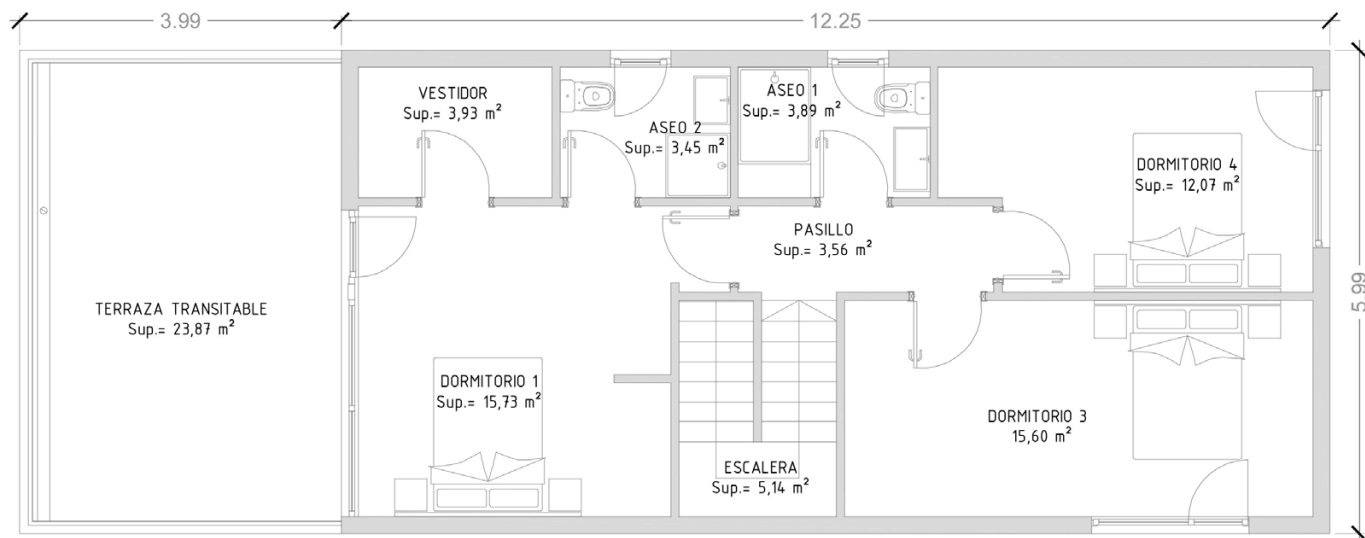 3.99
12.25
VESTIDOR
Sup.= 3,93 m²
ASEO 2
Sup.= 3,45 m²
ASEO 1
Sup.= 3,89 m²
DORMITORIO 4
Sup.= 12,07 m²
PASILLO
Sup.= 3,56 m²
TERRAZA TRANSITABLE
Sup.= 23,87 m²
5.99
DORMITORIO 1
Sup.= 15,73 m²
DORMITORIO 3
15,60 m²
ESCALERA
Sup.= 5,14 m²